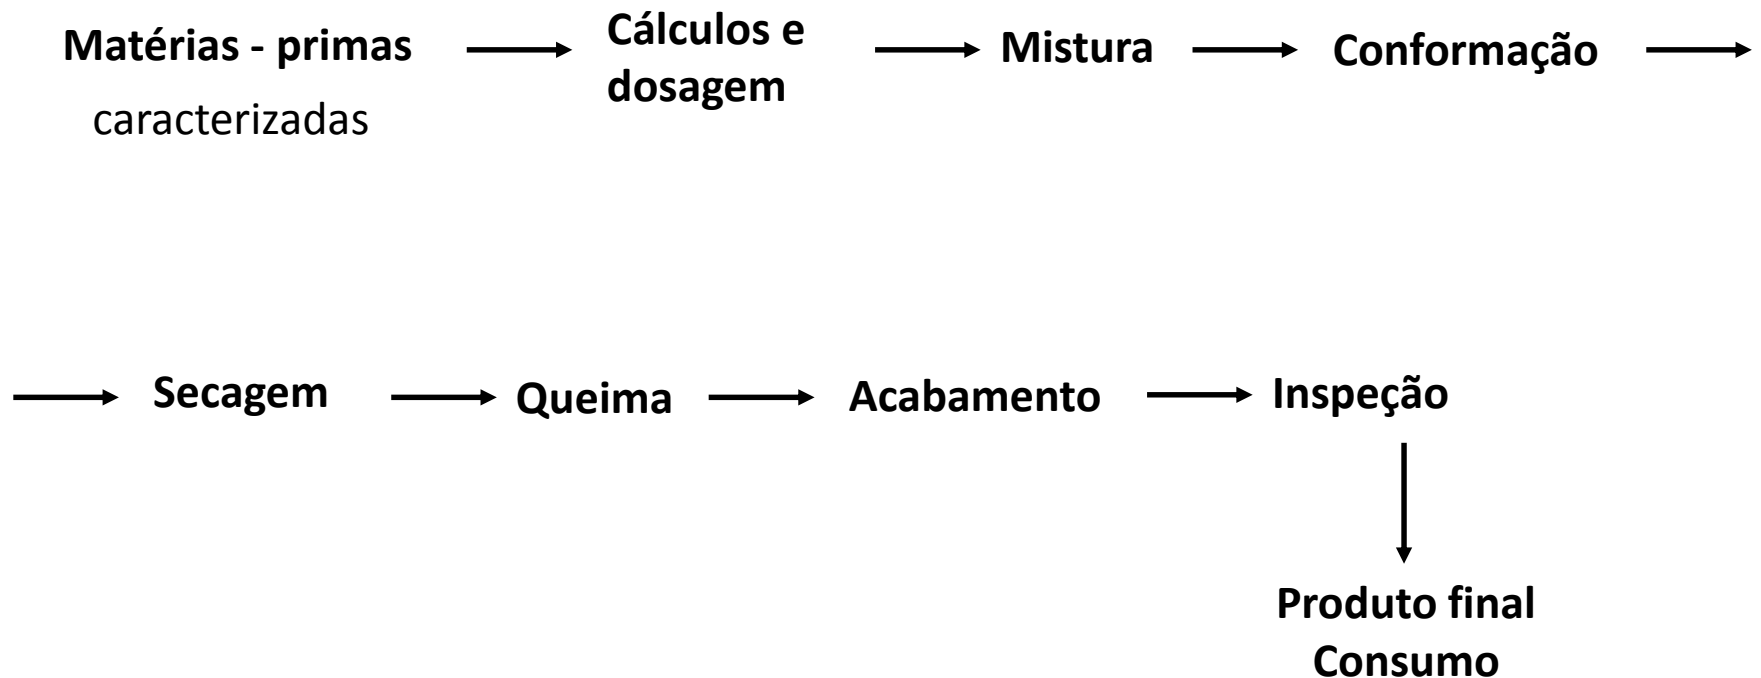 Matérias - primas
caracterizadas
Cálculos e
dosagem
Mistura
Conformação
Secagem
Queima
Acabamento
Inspeção
Produto final
Consumo